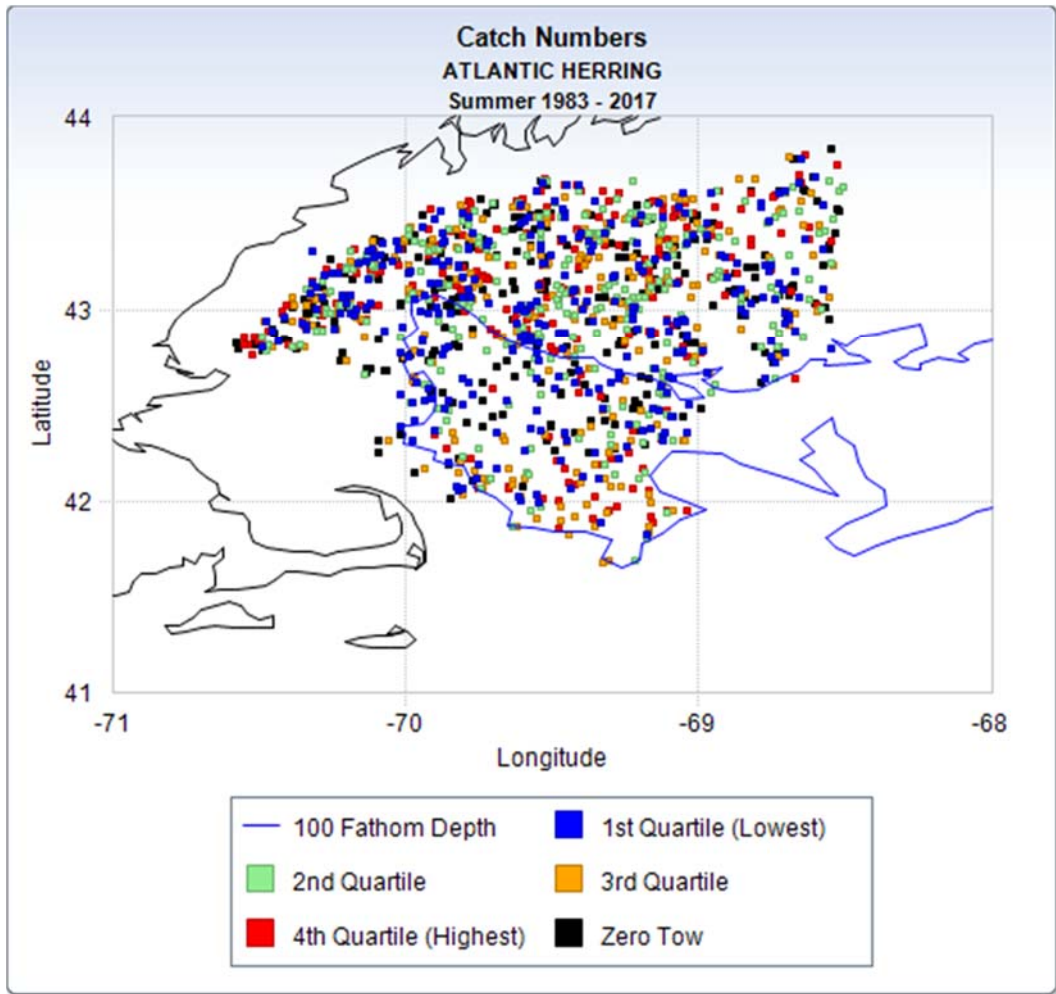 Catch Numbers
ATLANTIC HERRING
Summer 1983 - 2017
44
43
42
41
Latitude
-71 -70 -69 -68
Longitude
100 Fathom Depth 1st Quartile (Lowest)
2nd Quartile 3rd Quartile
4th Quartile (Highest) Zero Tow